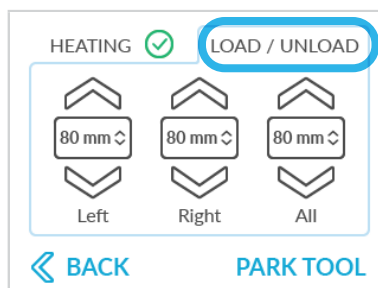 HEATING LOAD / UNLOAD
80 mm 80 mm 80 mm
Left Right All
BACK PARK TOOL